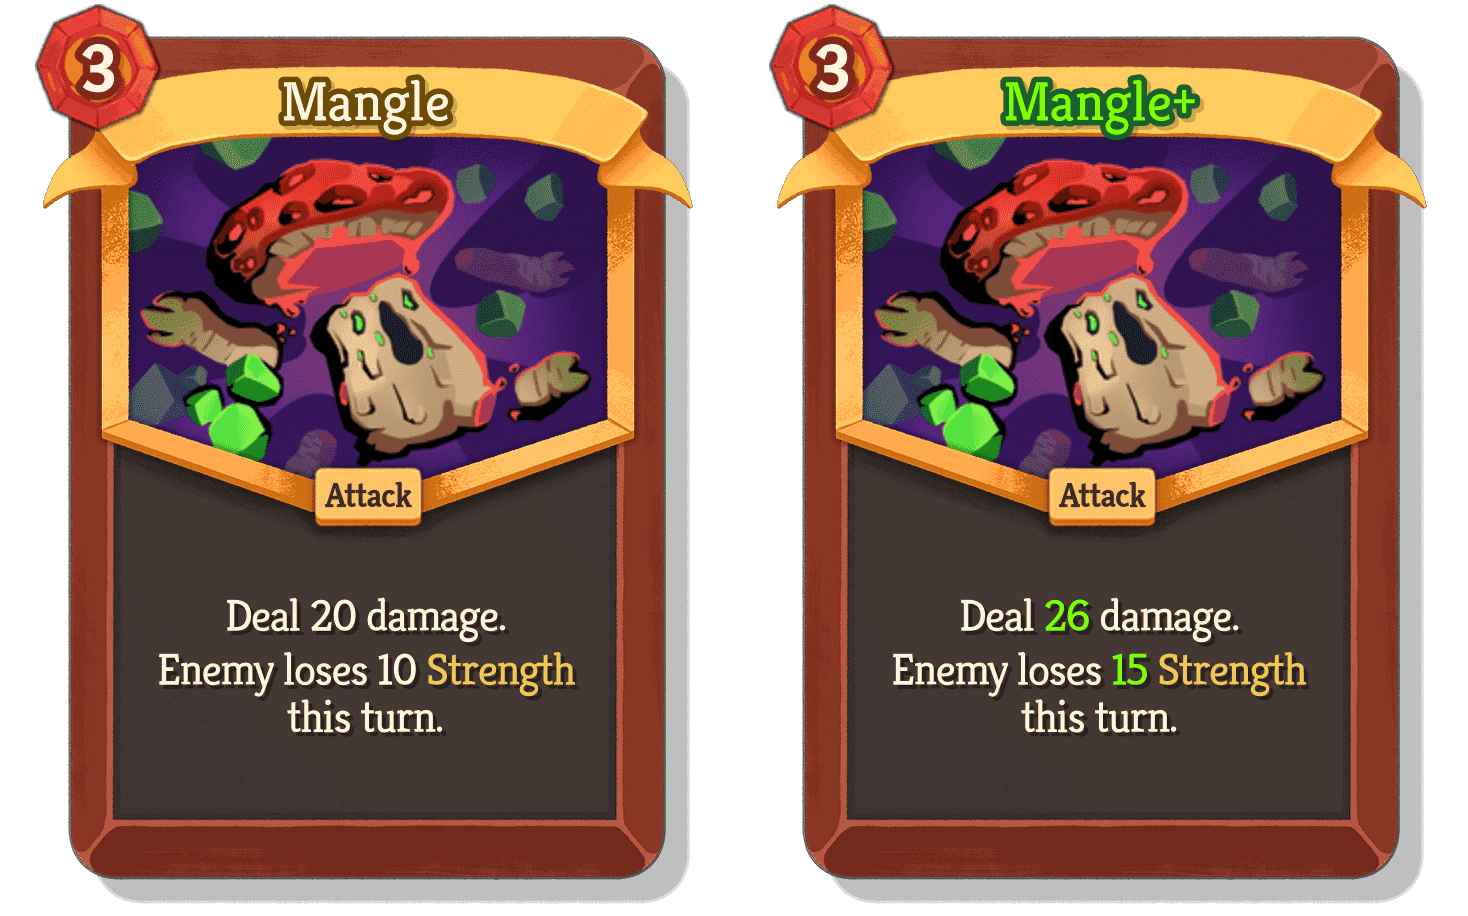 3
Mangle
Attack
Deal 20 damage.
Enemy loses 10 Strength
this turn.
3
Mangle+
Attack
Deal 26 damage.
Enemy loses 15 Strength
this turn.